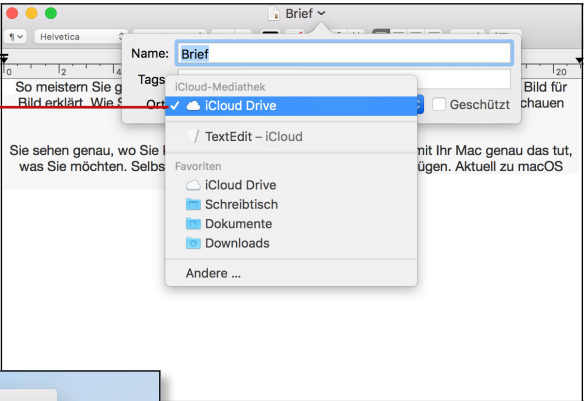 Brief
Helvetica
Name: Brief
Tags:
0 2 4 20
iCloud-Mediathek
So meistern Sie g Bild für
Bild erklärt. Wie S chauen
Ort iCloud Drive Geschützt
TextEdit – iCloud
Sie sehen genau, wo Sie mit Ihr Mac genau das tut,
was Sie möchten. Selbs ügen. Aktuell zu macOS
Favoriten
iCloud Drive
Schreibtisch
Dokumente
Downloads
Andere ...